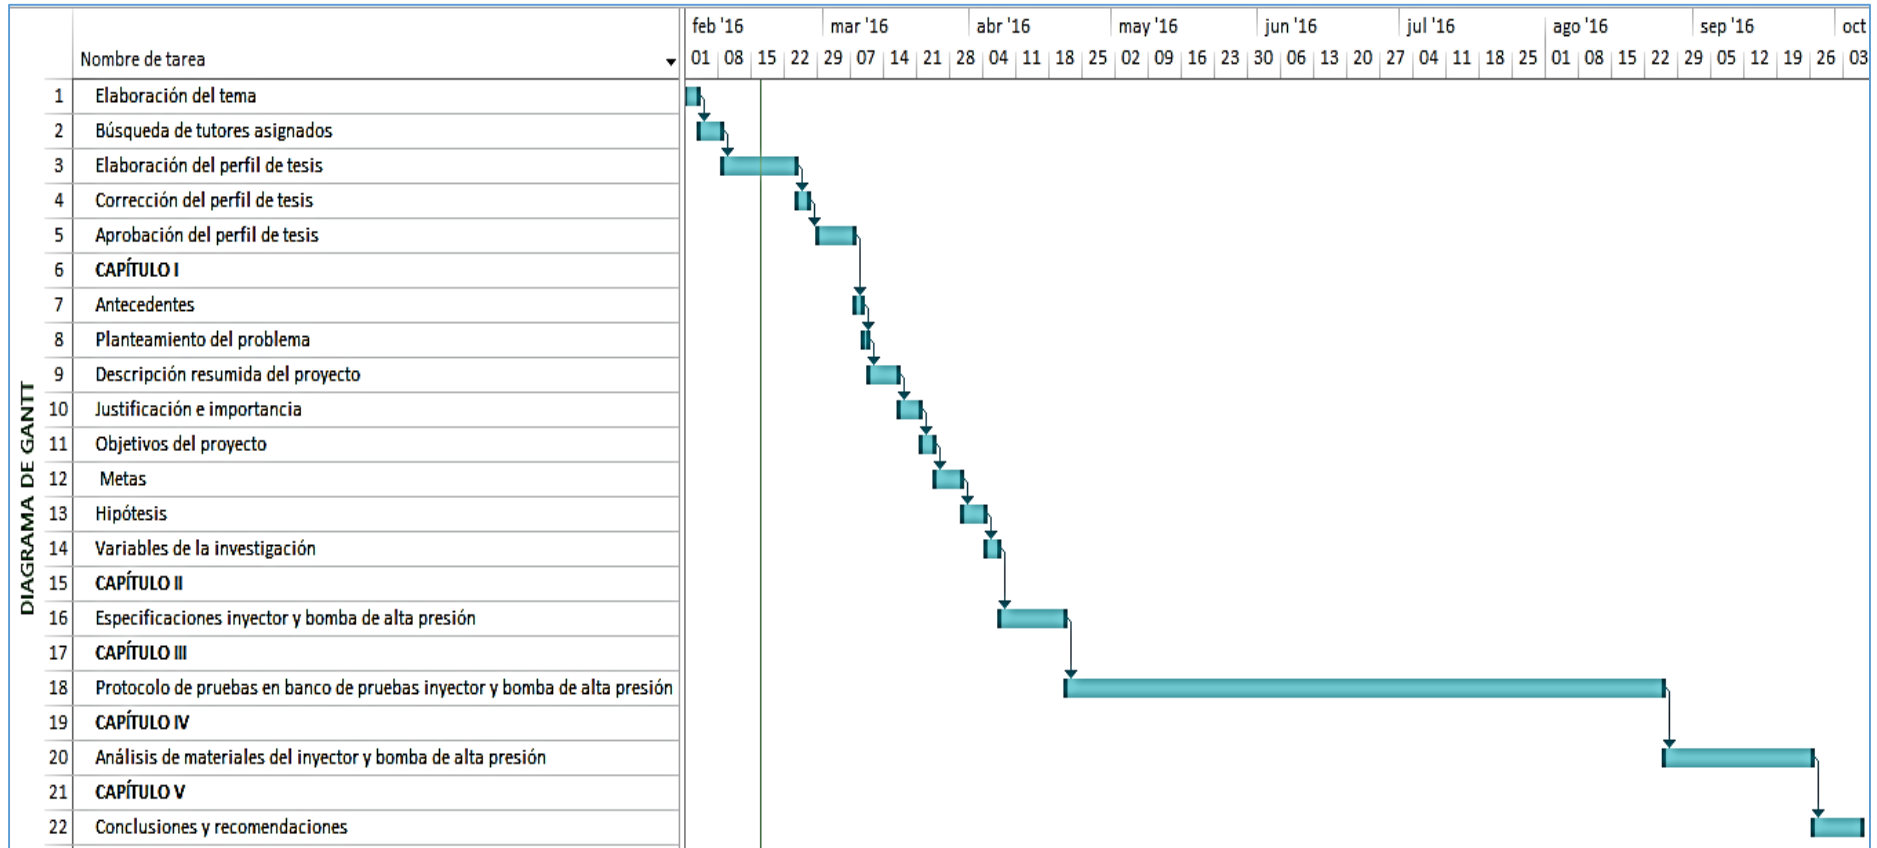 feb '16 mar '16 abr '16 may '16 jun '16 jul '16 ago '16 sep '16 oct
Nombre de tarea 01 08 15 22 29 07 14 21 28 04 11 18 25 02 09 16 23 30 06 13 20 27 04 11 18 25 01 08 15 22 29 05 12 19 26 03
DIAGRAMA DE GANTT
1 Elaboración del tema
2 Búsqueda de tutores asignados
3 Elaboración del perfil de tesis
4 Corrección del perfil de tesis
5 Aprobación del perfil de tesis
6 CAPÍTULO I
7 Antecedentes
8 Planteamiento del problema
9 Descripción resumida del proyecto
10 Justificación e importancia
11 Objetivos del proyecto
12 Metas
13 Hipótesis
14 Variables de la investigación
15 CAPÍTULO II
16 Especificaciones inyector y bomba de alta presión
17 CAPÍTULO III
18 Protocolo de pruebas en banco de pruebas inyector y bomba de alta presión
19 CAPÍTULO IV
20 Análisis de materiales del inyector y bomba de alta presión
21 CAPÍTULO V
22 Conclusiones y recomendaciones